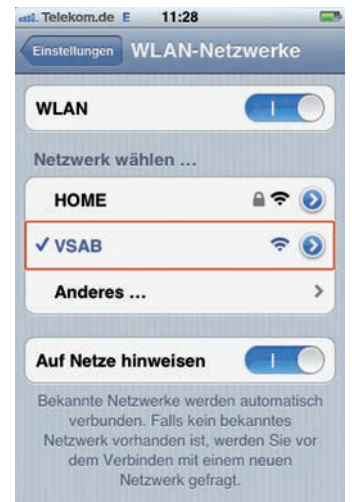 Telekom.de E 11:28
Einstellungen WLAN-Netzwerke
WLAN
Netzwerk wählen ...
HOME
VSAB
Anderes ...
Auf Netze hinweisen
Bekannte Netzwerke werden automatisch
verbunden. Falls kein bekanntes
Netzwerk vorhanden ist, werden Sie vor
dem Verbinden mit einem neuen
Netzwerk gefragt.